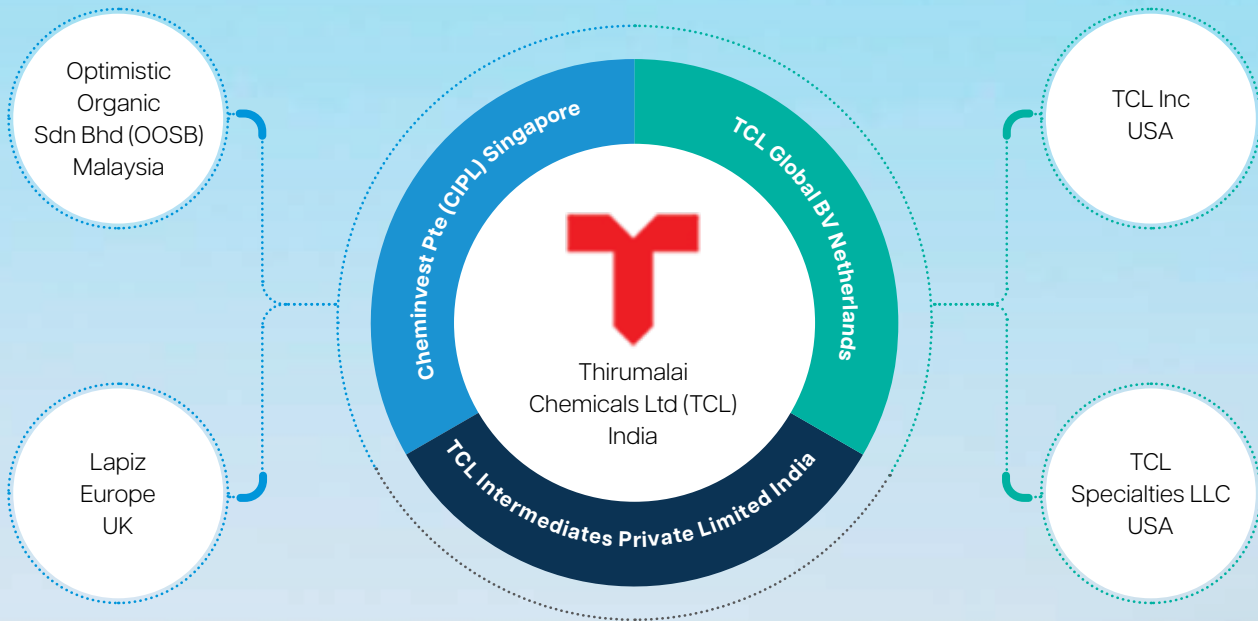 Optimistic
Organic
Sdn Bhd (OOSB)
Malaysia
Lapiz
Europe
UK
Cheminvest Pte (CIPL) Singapore
TCL Global BV Netherlands
TCL Intermediates Private Limited India
Thirumalai
Chemicals Ltd (TCL)
India
TCL Inc
USA
TCL
Specialties LLC
USA